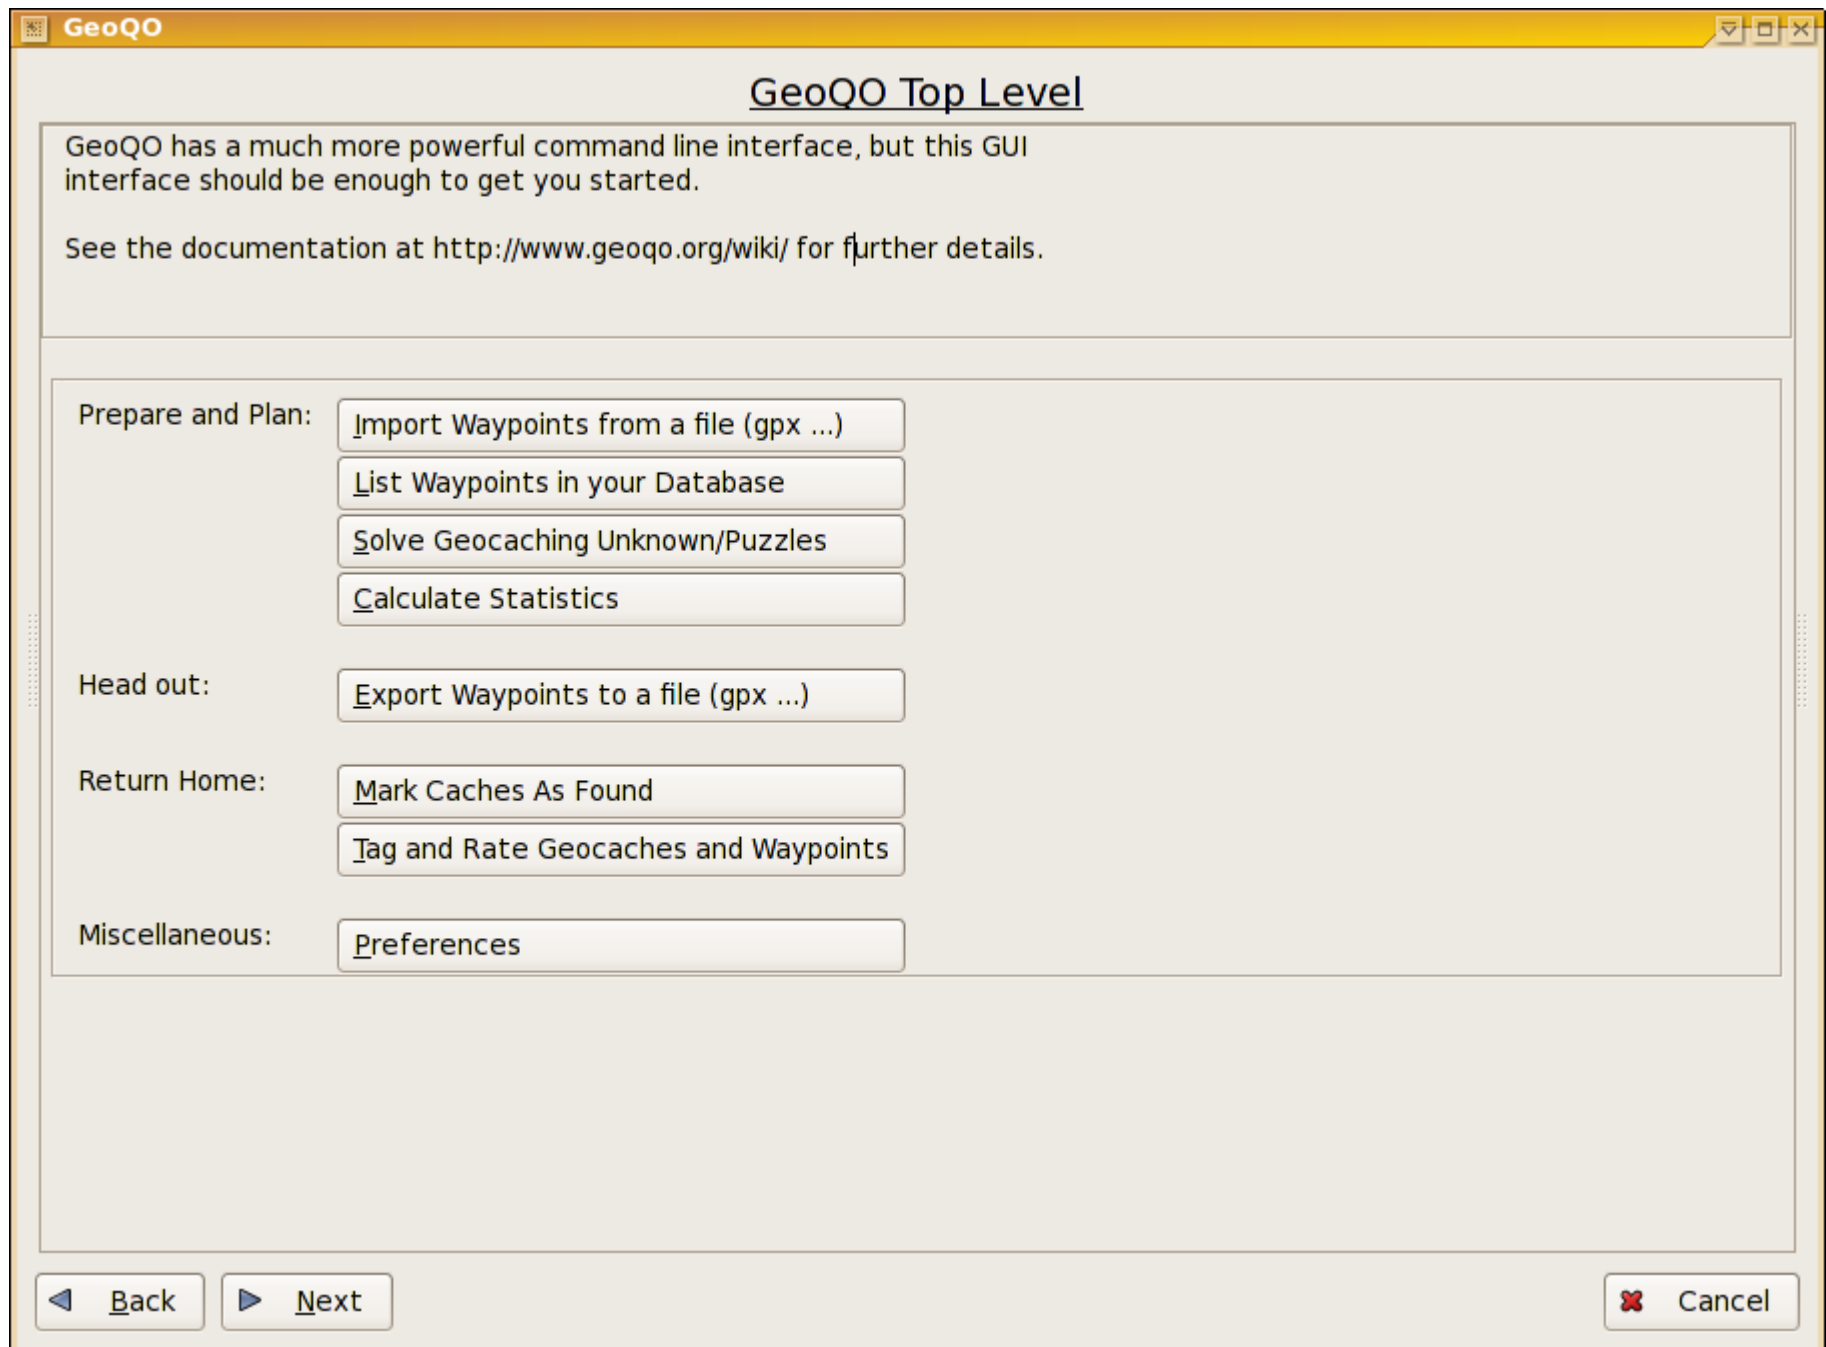 GeoQO
GeoQO Top Level
GeoQO has a much more powerful command line interface, but this GUI
interface should be enough to get you started.
See the documentation at http://www.geoqo.org/wiki/ for further details.
Prepare and Plan:
Import Waypoints from a file (gpx ...)
List Waypoints in your Database
Solve Geocaching Unknown/Puzzles
Calculate Statistics
Head out:
Export Waypoints to a file (gpx ...)
Return Home:
Mark Caches As Found
Tag and Rate Geocaches and Waypoints
Miscellaneous:
Preferences
Back
Next
Cancel